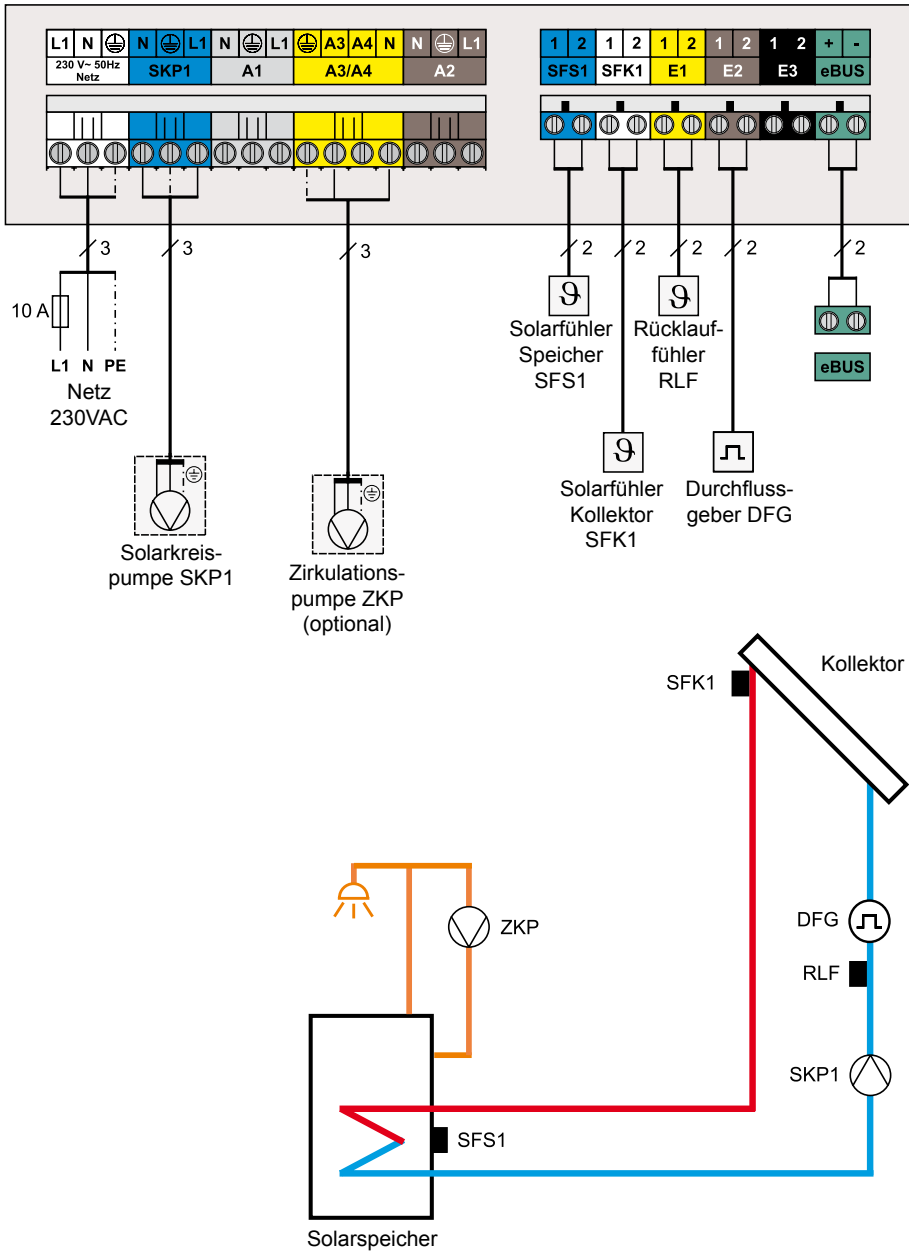 L1 N N L1 N L1 A3 A4 N N L1
230 V~ 50Hz
Netz
SKP1 A1 A3/A4 A2
1 2 1 2 1 2 1 2 1 2 + -
SFS1 SFK1 E1 E2 E3 eBUS
3 3 3 2 2 2 2 2
10 A
L1 N PE
Netz
230VAC
Solarfühler
Speicher
SFS1
Rücklauf-
fühler
RLF
eBUS
Solarkreis-
pumpe SKP1
Zirkulations-
pumpe ZKP
(optional)
Solarfühler
Kollektor
SFK1
Durchfluss-
geber DFG
SFK1
Kollektor
ZKP
DFG
RLF
SKP1
SFS1
Solarspeicher